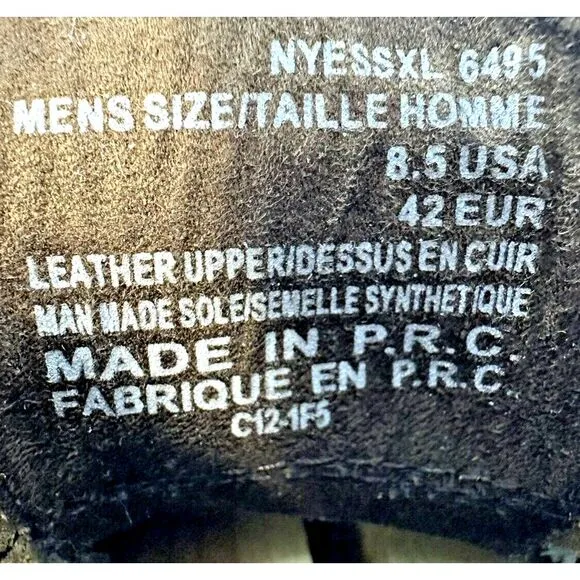 NYESSXL 6495
MENS SIZE/TAILLE HOMME
8.5 USA
42 EUR
LEATHER UPPER/DESSUS EN CUIR
MAN MADE SOLE/SEMELLE SYNTHETIQUE
MADE IN P.R.C.
FABRIQUE EN P.R.C.
C12-1F5